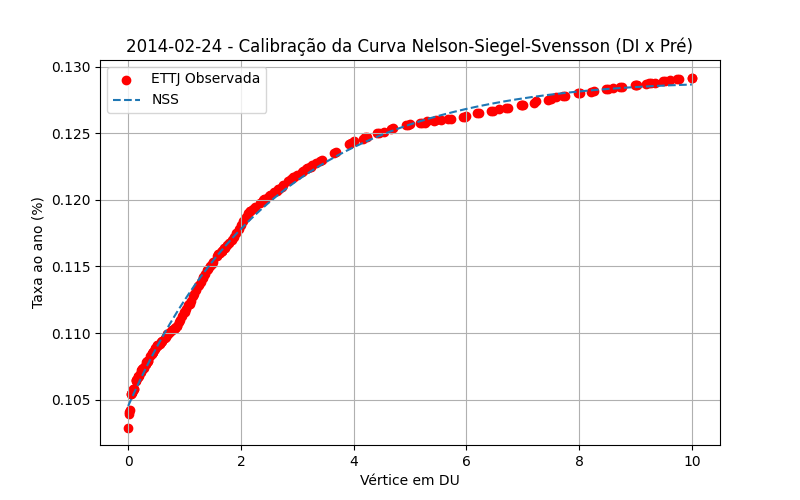 2014-02-24 - Calibração da Curva Nelson-Siegel-Svensson (DI x Pré)
ETTJ Observada
NSS
Taxa ao ano (%)
0.130
0.125
0.120
0.115
0.110
0.105
0 2 4 6 8 10
Vértice em DU